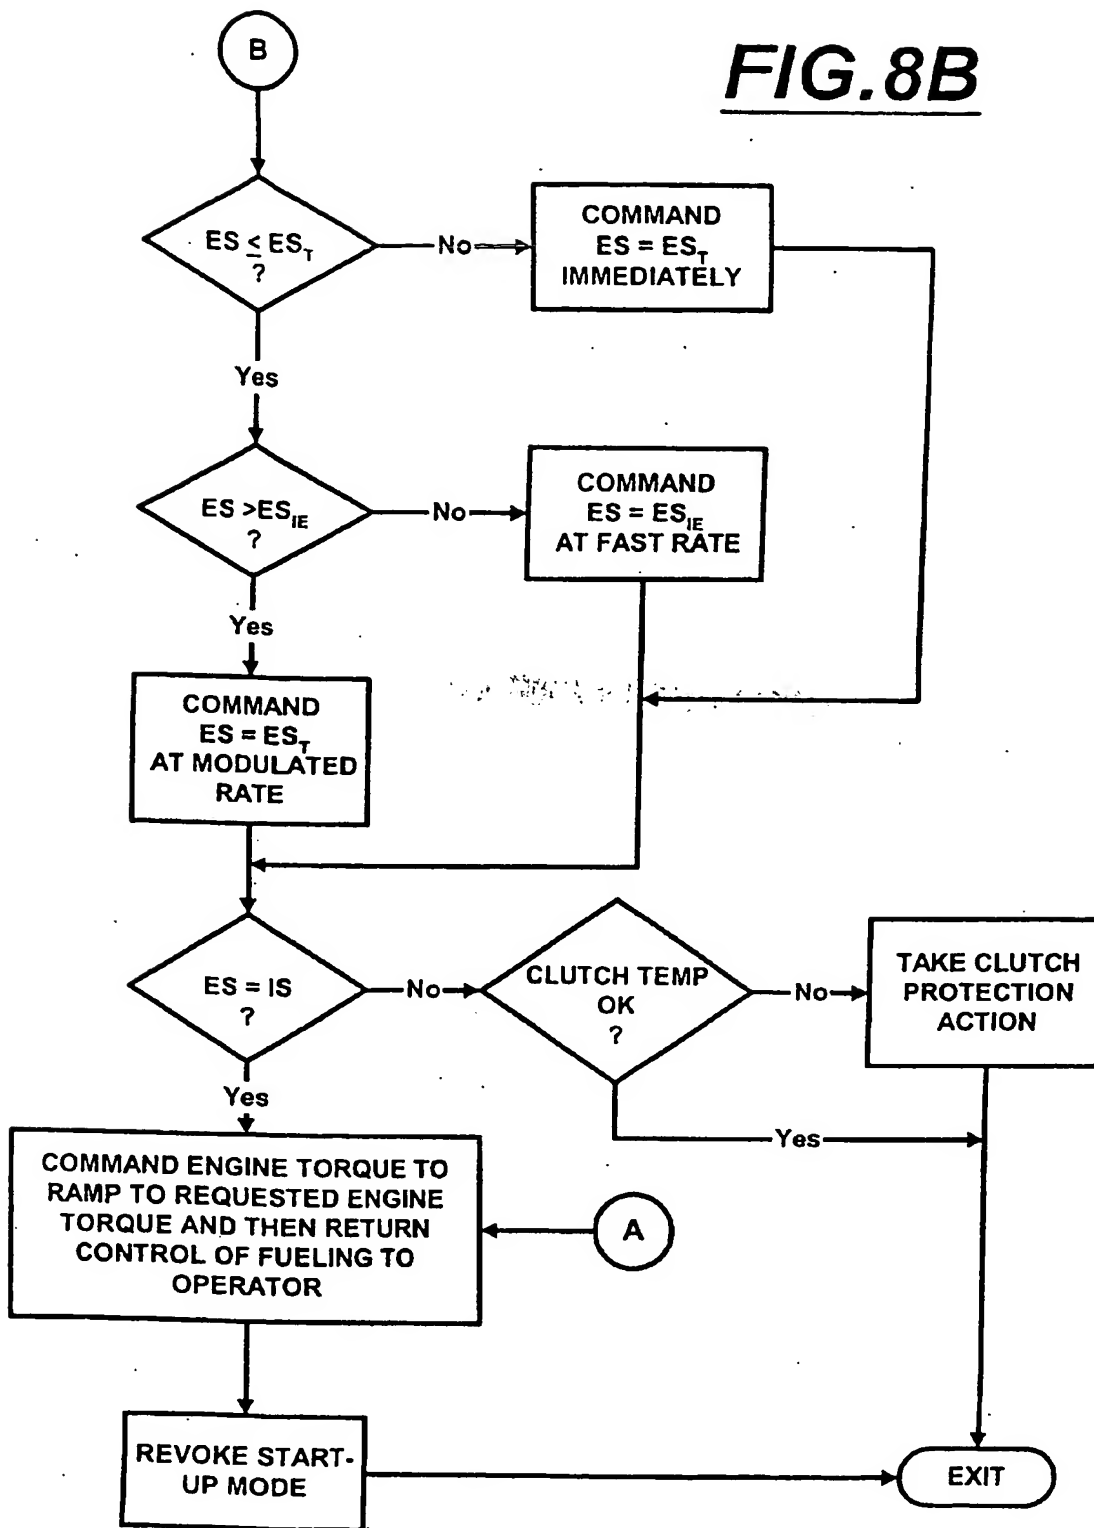 B
FIG.8B
ES ≤ ES_T
?
No
COMMAND
ES = ES_T
IMMEDIATELY
Yes
ES >ES_IE
?
No
COMMAND
ES = ES_IE
AT FAST RATE
Yes
COMMAND
ES = ES_T
AT MODULATED
RATE
ES = IS
?
No
CLUTCH TEMP
OK
?
No
TAKE CLUTCH
PROTECTION
ACTION
Yes
Yes
COMMAND ENGINE TORQUE TO
RAMP TO REQUESTED ENGINE
TORQUE AND THEN RETURN
CONTROL OF FUELING TO
OPERATOR
A
REVOKE START-
UP MODE
EXIT